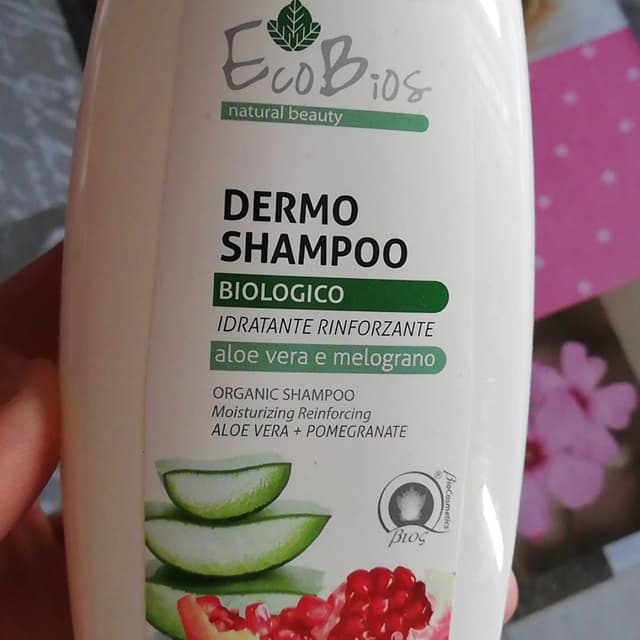 EcoBios
natural beauty
DERMO
SHAMPOO
BIOLOGICO
IDRATANTE RINFORZANTE
aloe vera e melograno
ORGANIC SHAMPOO
Moisturizing Reinforcing
ALOE VERA + POMEGRANATE
BioCosmetica
®
βιος